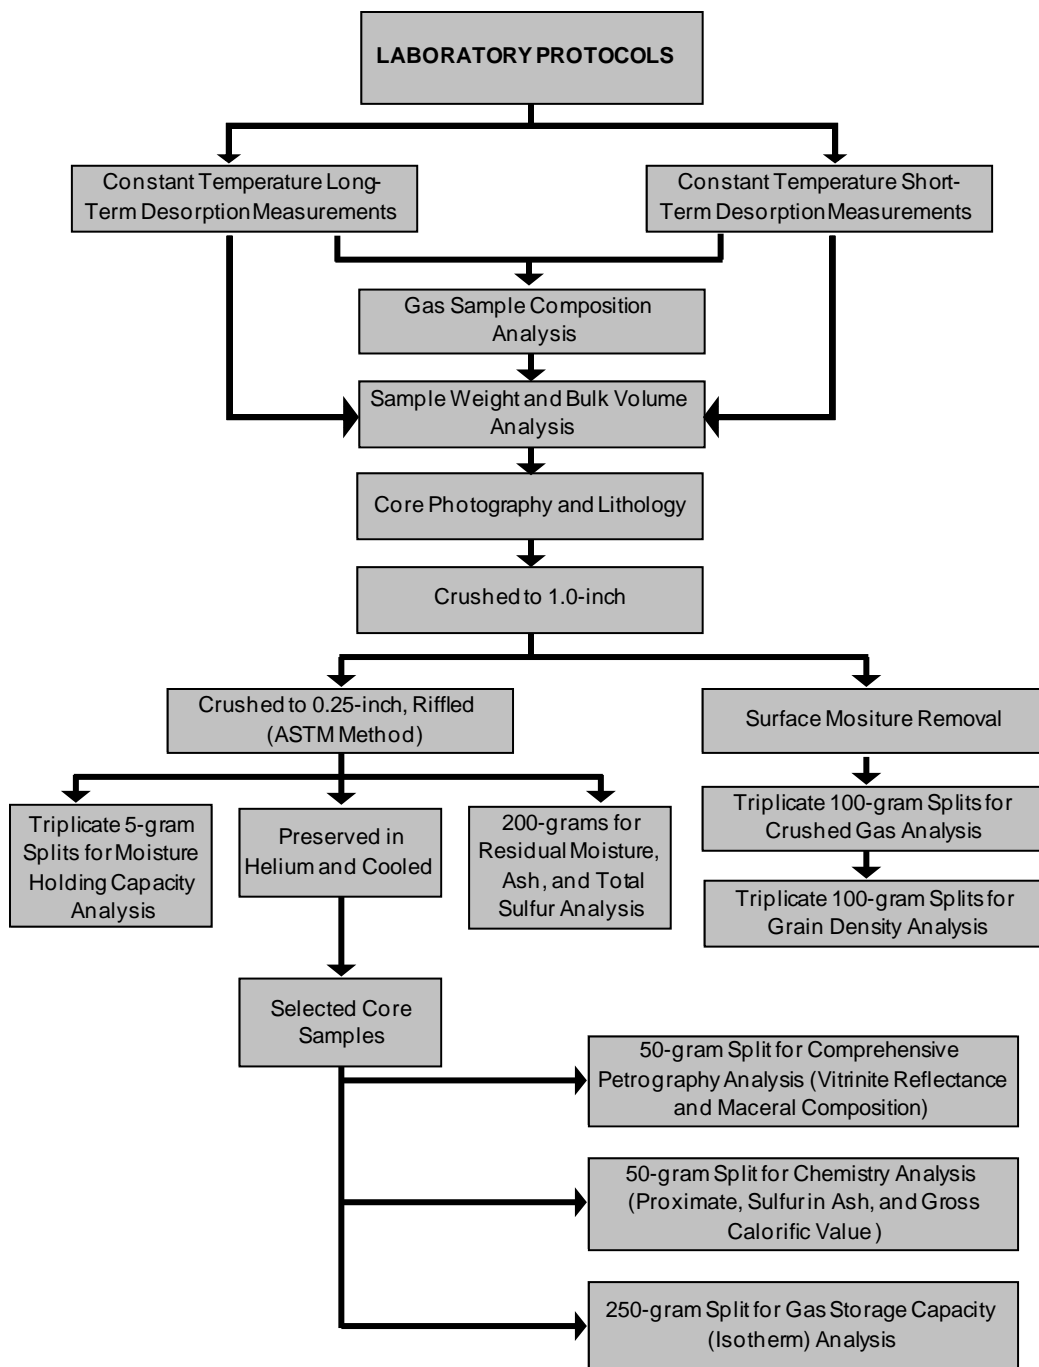 LABORATORY PROTOCOLS
Constant Temperature Long-
Term Desorption Measurements
Constant Temperature Short-
Term Desorption Measurements
Gas Sample Composition
Analysis
Sample Weight and Bulk Volume
Analysis
Core Photography and Lithology
Crushed to 1.0-inch
Crushed to 0.25-inch, Riffled
(ASTM Method)
Surface Mositure Removal
Triplicate 5-gram
Splits for Moisture
Holding Capacity
Analysis
Preserved in
Helium and Cooled
200-grams for
Residual Moisture,
Ash, and Total
Sulfur Analysis
Triplicate 100-gram Splits for
Crushed Gas Analysis
Triplicate 100-gram Splits for
Grain Density Analysis
Selected Core
Samples
50-gram Split for Comprehensive
Petrography Analysis (Vitrinite Reflectance
and Maceral Composition)
50-gram Split for Chemistry Analysis
(Proximate, Sulfur in Ash, and Gross
Calorific Value)
250-gram Split for Gas Storage Capacity
(Isotherm) Analysis